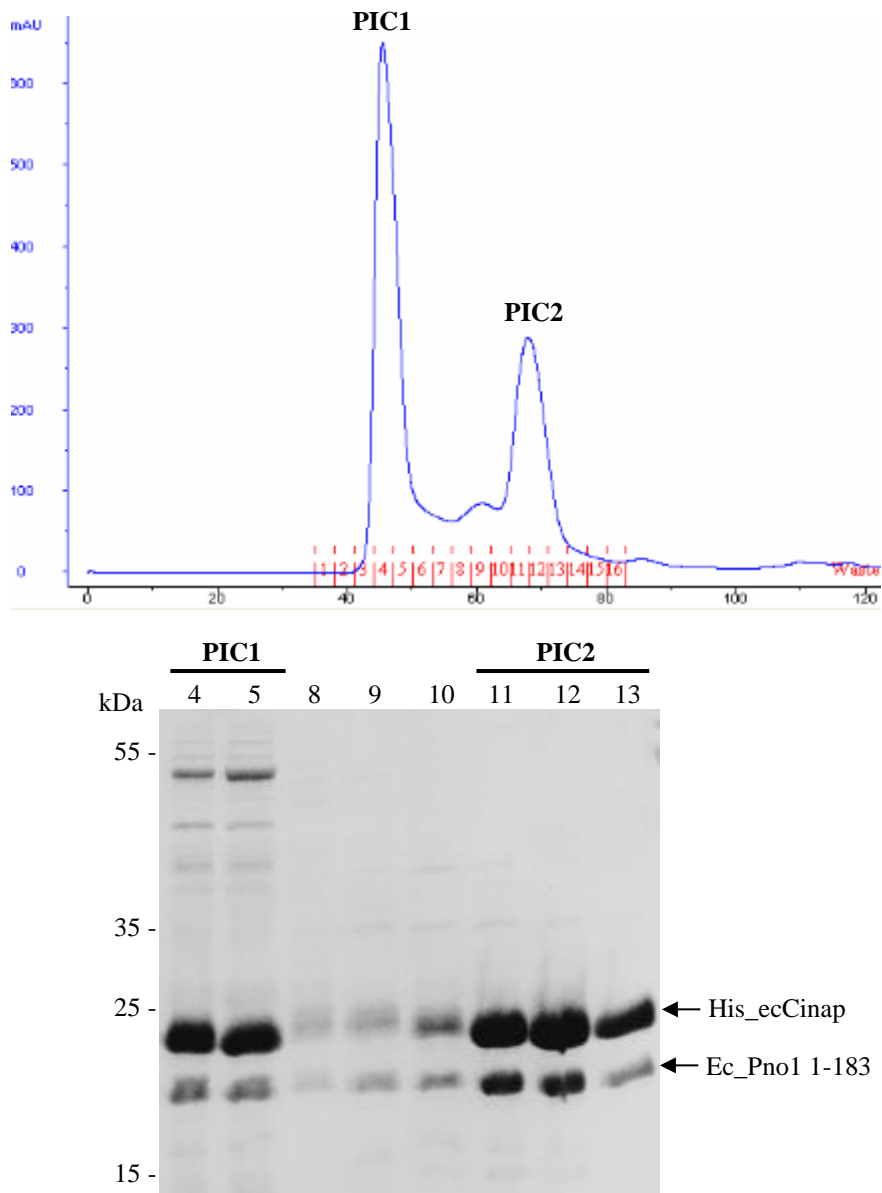 mAU
PIC1
600
500
PIC2
400
300
200
100
0
1 2 3 4 5 6 7 8 9 10 11 12 13 14 15 16 Waste
0 40 60 80 100 120
PIC1 PIC2
kDa 4 5 8 9 10 11 12 13
55 -
35 -
25 - His_ecCinap
Ec_Pno1 1-183
15 -